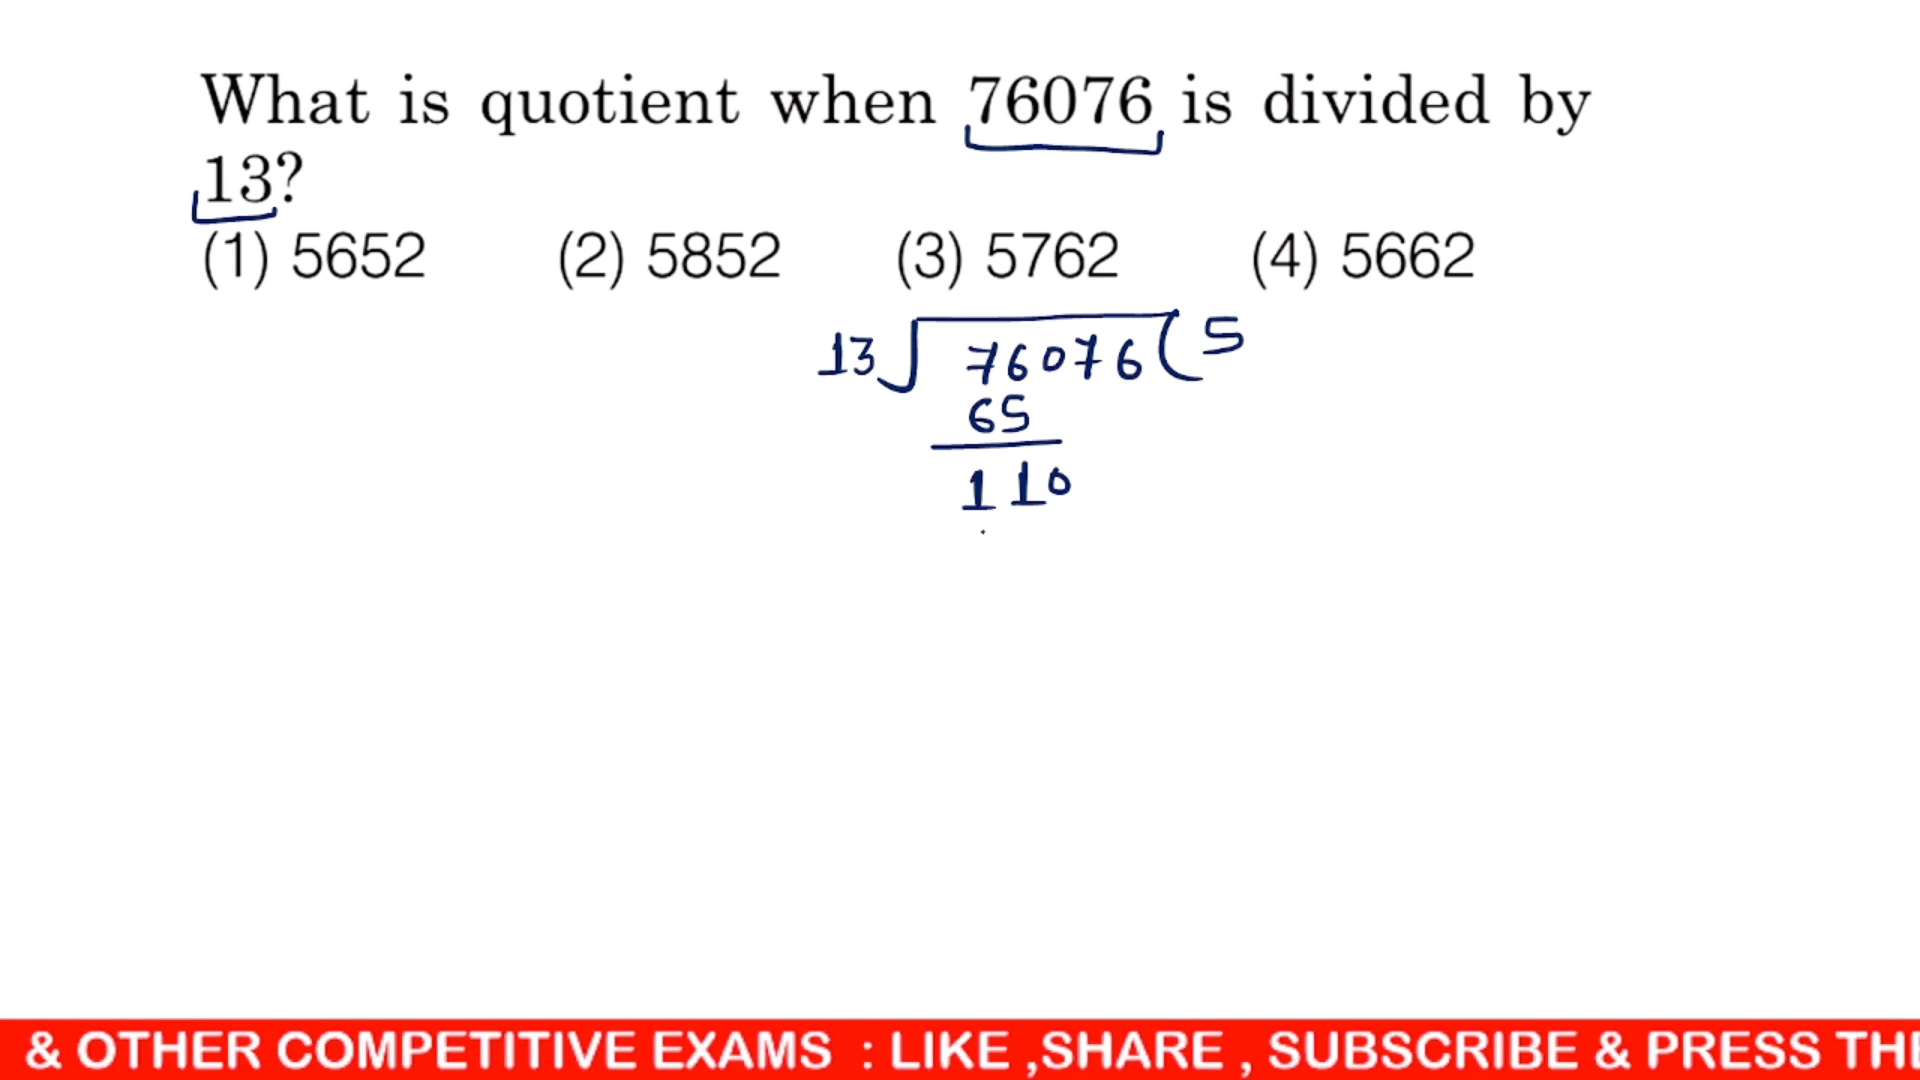 What is quotient when 76076 is divided by
13?
(1) 5652 (2) 5852 (3) 5762 (4) 5662
13 76076 ( 5
65
110
& OTHER COMPETITIVE EXAMS : LIKE ,SHARE , SUBSCRIBE & PRESS THE